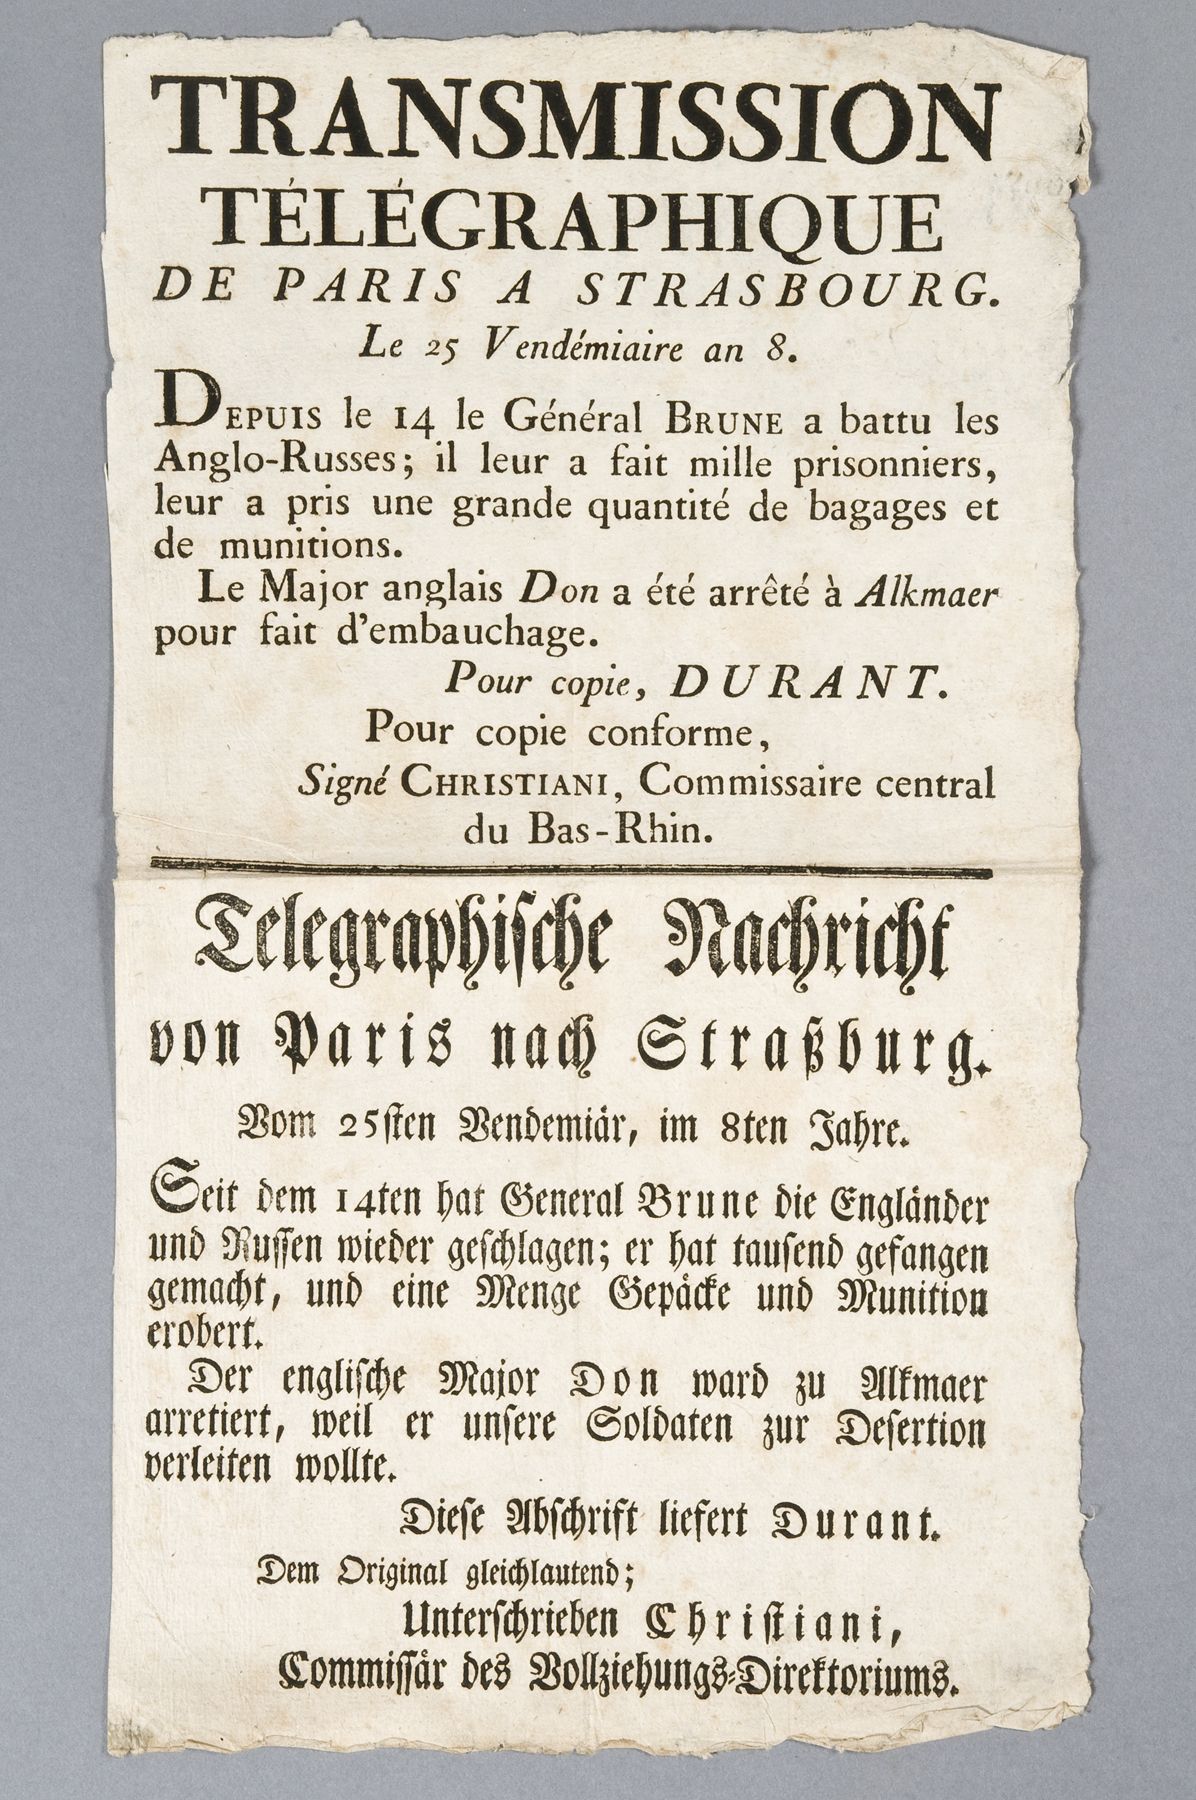 TRANSMISSION
TÉLÉGRAPHIQUE
DE PARIS A STRASBOURG.
Le 25 Vendémiaire an 8.
DEPUIS le 14 le Général BRUNE a battu les
Anglo-Russes; il leur a fait mille prisonniers,
leur a pris une grande quantité de bagages et
de munitions.
Le Major anglais Don a été arrêté à Alkmaer
pour fait d'embauchage.
Pour copie, DURANT.
Pour copie conforme,
Signé CHRISTIANI, Commissaire central
du Bas-Rhin.
Telegraphische Nachricht
von Paris nach Straßburg.
Vom 25sten Vendemiär, im 8ten Jahre.
Seit dem 14ten hat General Brune die Engländer
und Russen wieder geschlagen; er hat tausend gefangen
gemacht, und eine Menge Gepäcke und Munition
erobert.
Der englische Major Don ward zu Alkmaer
arretiert, weil er unsere Soldaten zur Desertion
verleiten wollte.
Diese Abschrift liefert Durant.
Dem Original gleichlautend;
Unterschrieben Christiani,
Commissär des Vollziehungs-Direktoriums.